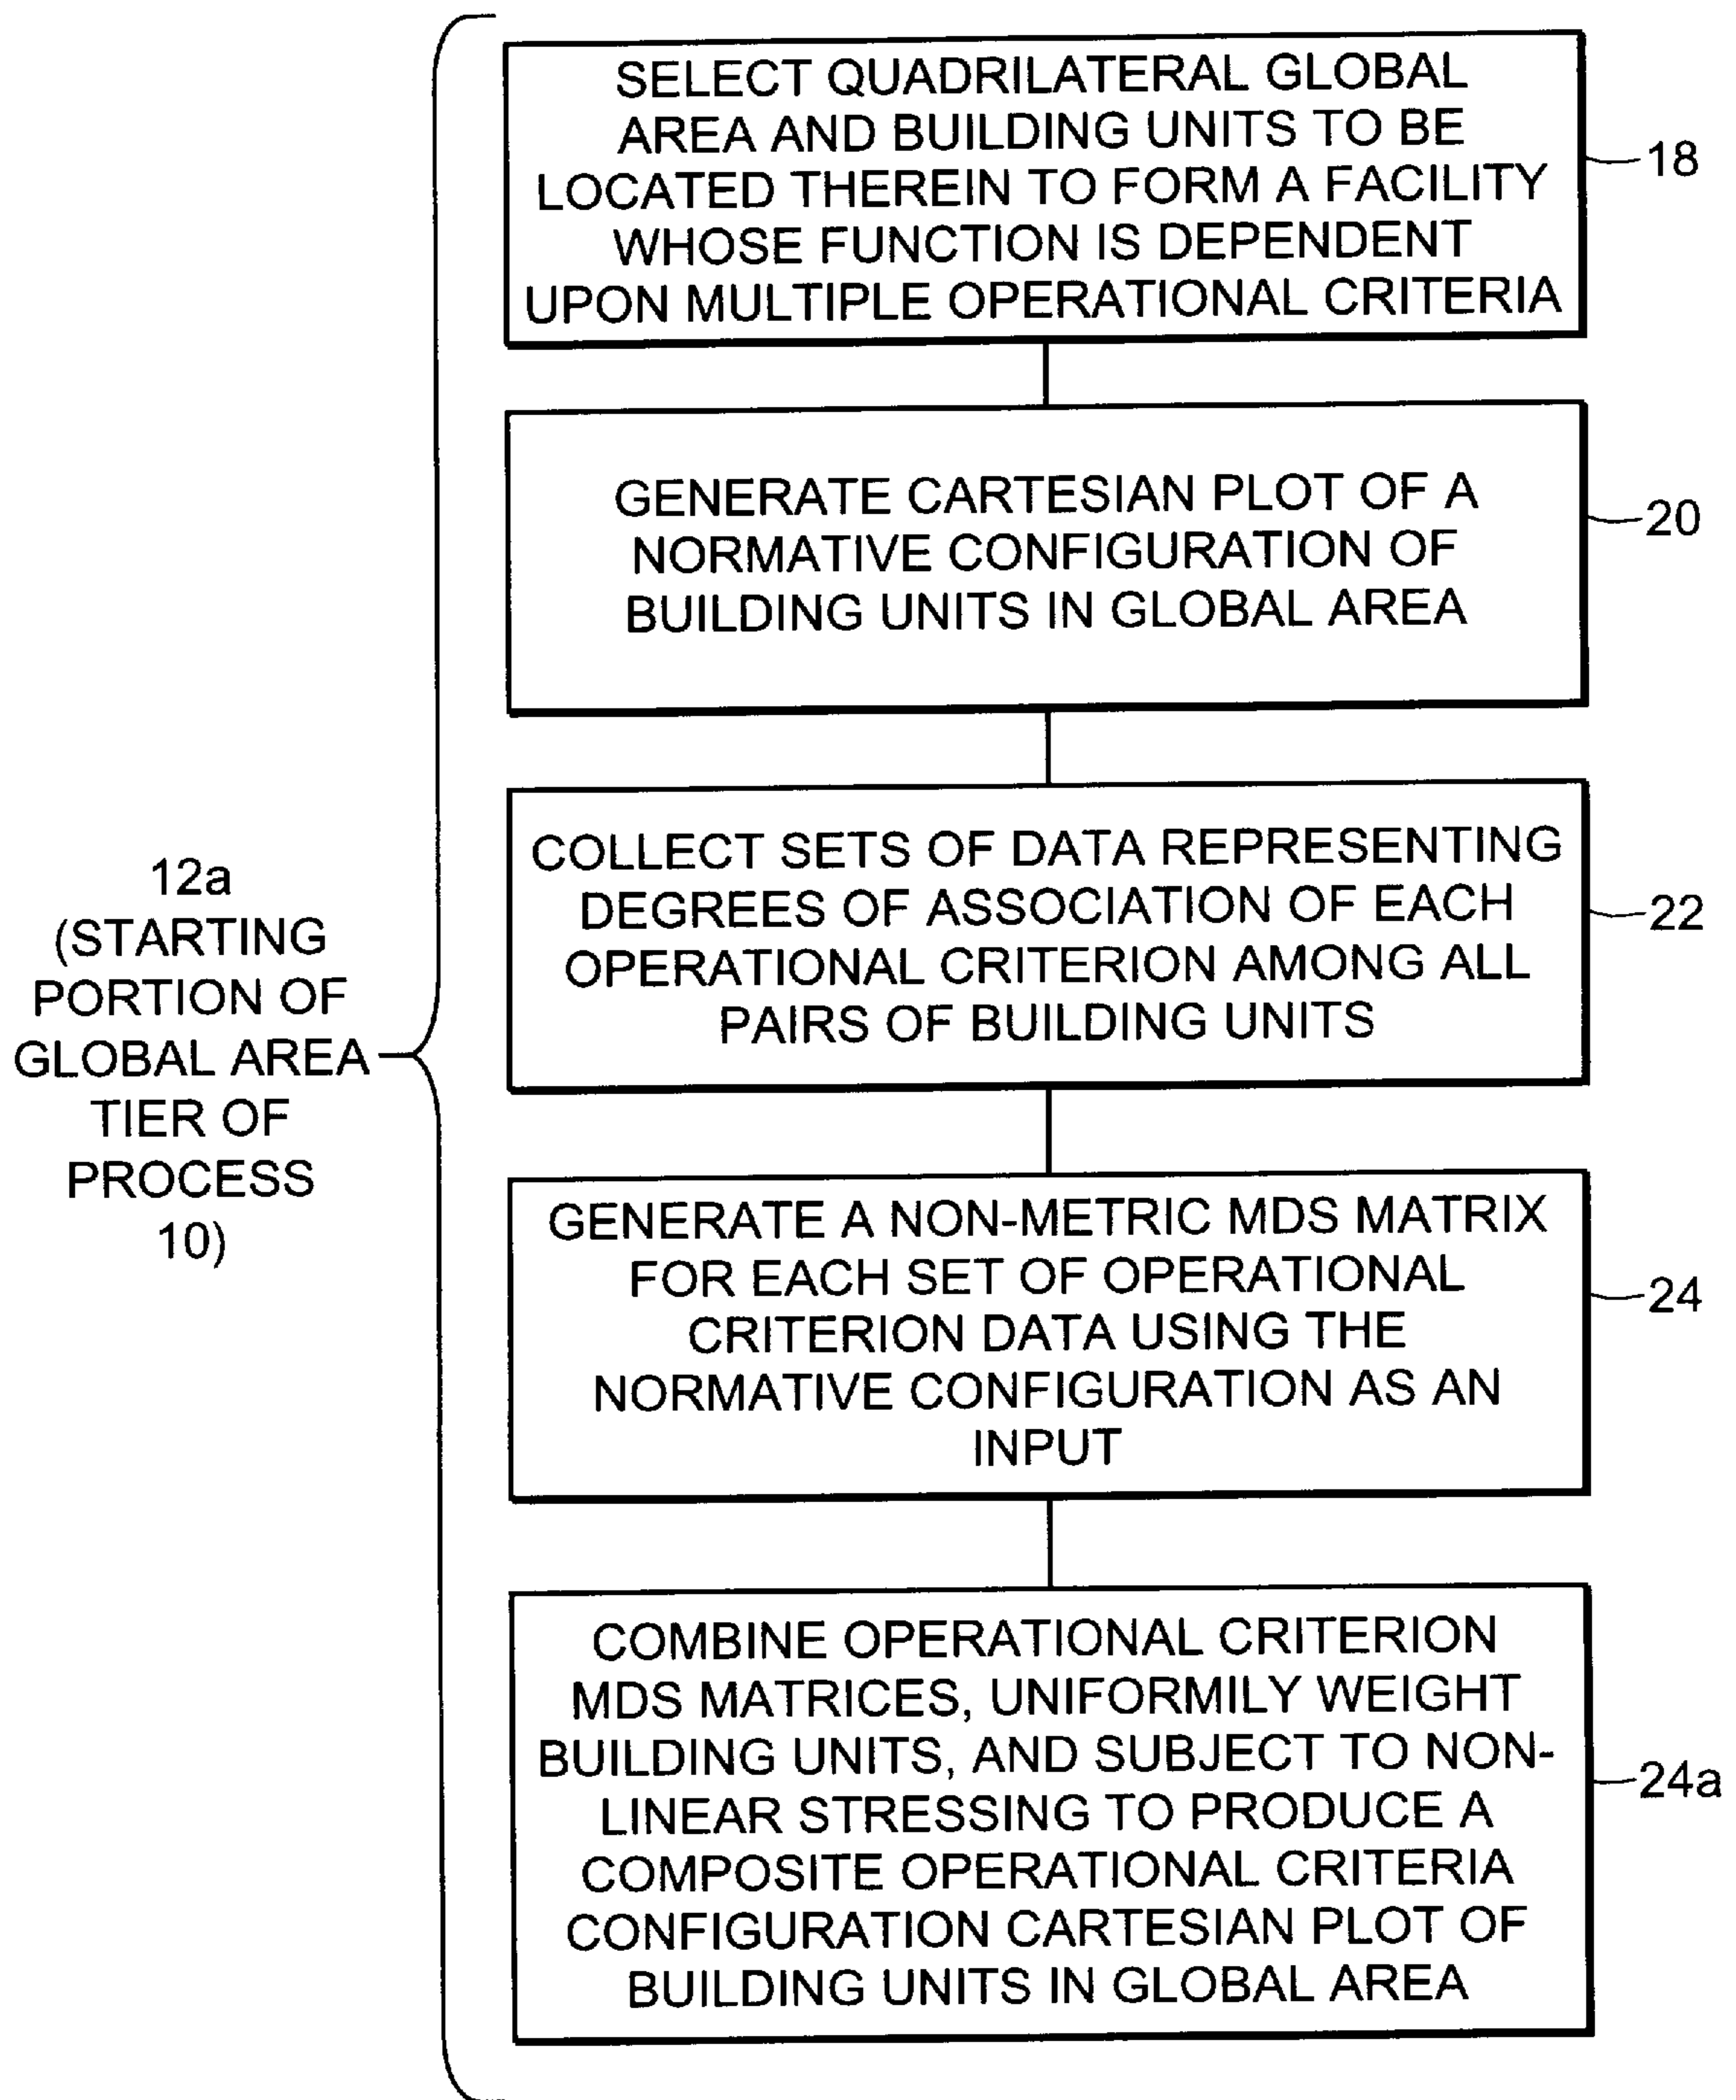 SELECT QUADRILATERAL GLOBAL
AREA AND BUILDING UNITS TO BE
LOCATED THEREIN TO FORM A FACILITY
WHOSE FUNCTION IS DEPENDENT
UPON MULTIPLE OPERATIONAL CRITERIA
18
GENERATE CARTESIAN PLOT OF A
NORMATIVE CONFIGURATION OF
BUILDING UNITS IN GLOBAL AREA
20
COLLECT SETS OF DATA REPRESENTING
DEGREES OF ASSOCIATION OF EACH
OPERATIONAL CRITERION AMONG ALL
PAIRS OF BUILDING UNITS
22
12a
(STARTING
PORTION OF
GLOBAL AREA
TIER OF
PROCESS
10)
GENERATE A NON-METRIC MDS MATRIX
FOR EACH SET OF OPERATIONAL
CRITERION DATA USING THE
NORMATIVE CONFIGURATION AS AN
INPUT
24
COMBINE OPERATIONAL CRITERION
MDS MATRICES, UNIFORMILY WEIGHT
BUILDING UNITS, AND SUBJECT TO NON-
LINEAR STRESSING TO PRODUCE A
COMPOSITE OPERATIONAL CRITERIA
CONFIGURATION CARTESIAN PLOT OF
BUILDING UNITS IN GLOBAL AREA
24a